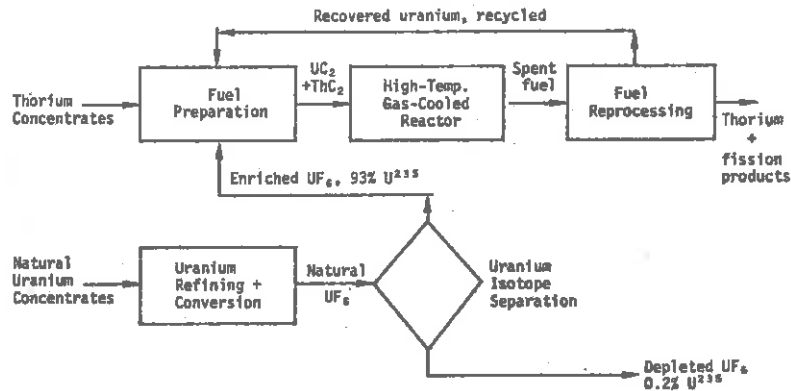 Recovered uranium, recycled
Thorium
Concentrates
Fuel
Preparation
UC₂
+ThC₂
High-Temp.
Gas-Cooled
Reactor
Spent
fuel
Fuel
Reprocessing
Thorium
+
fission
products
Enriched UF₆, 93% U²³⁵
Natural
Uranium
Concentrates
Uranium
Refining +
Conversion
Natural
UF₆
Uranium
Isotope
Separation
Depleted UF₆
0.2% U²³⁵